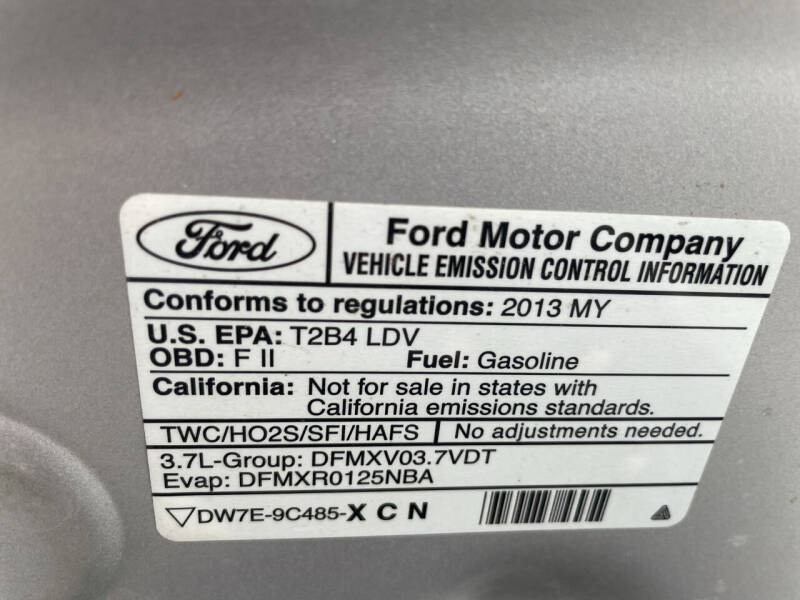 Ford
Ford Motor Company
VEHICLE EMISSION CONTROL INFORMATION
Conforms to regulations: 2013 MY
U.S. EPA: T2B4 LDV
OBD: F II Fuel: Gasoline
California: Not for sale in states with
California emissions standards.
TWC/HO2S/SFI/HAFS No adjustments needed.
3.7L-Group: DFMXV03.7VDT
Evap: DFMXR0125NBA
▽DW7E-9C485-X C N